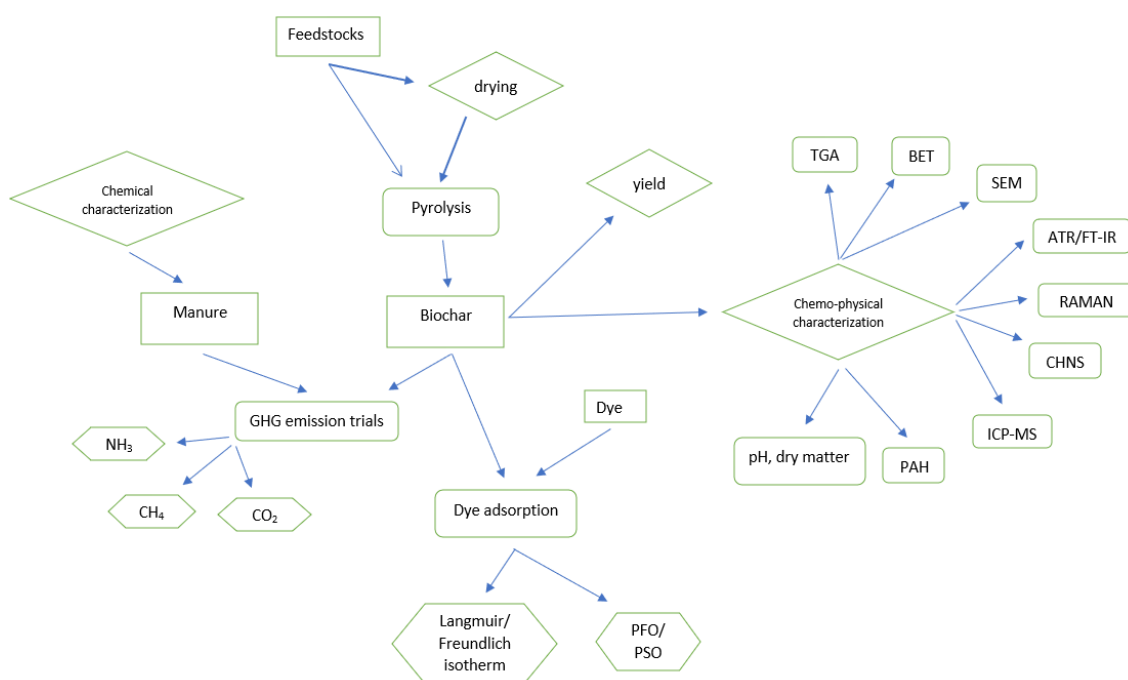 Feedstocks
drying
TGA
BET
SEM
Chemical
characterization
yield
Pyrolysis
ATR/FT-IR
Manure
Biochar
Chemo-physical
characterization
RAMAN
CHNS
GHG emission trials
Dye
ICP-MS
NH₃
pH, dry matter
PAH
CH₄
CO₂
Dye adsorption
Langmuir/
Freundlich
isotherm
PFO/
PSO